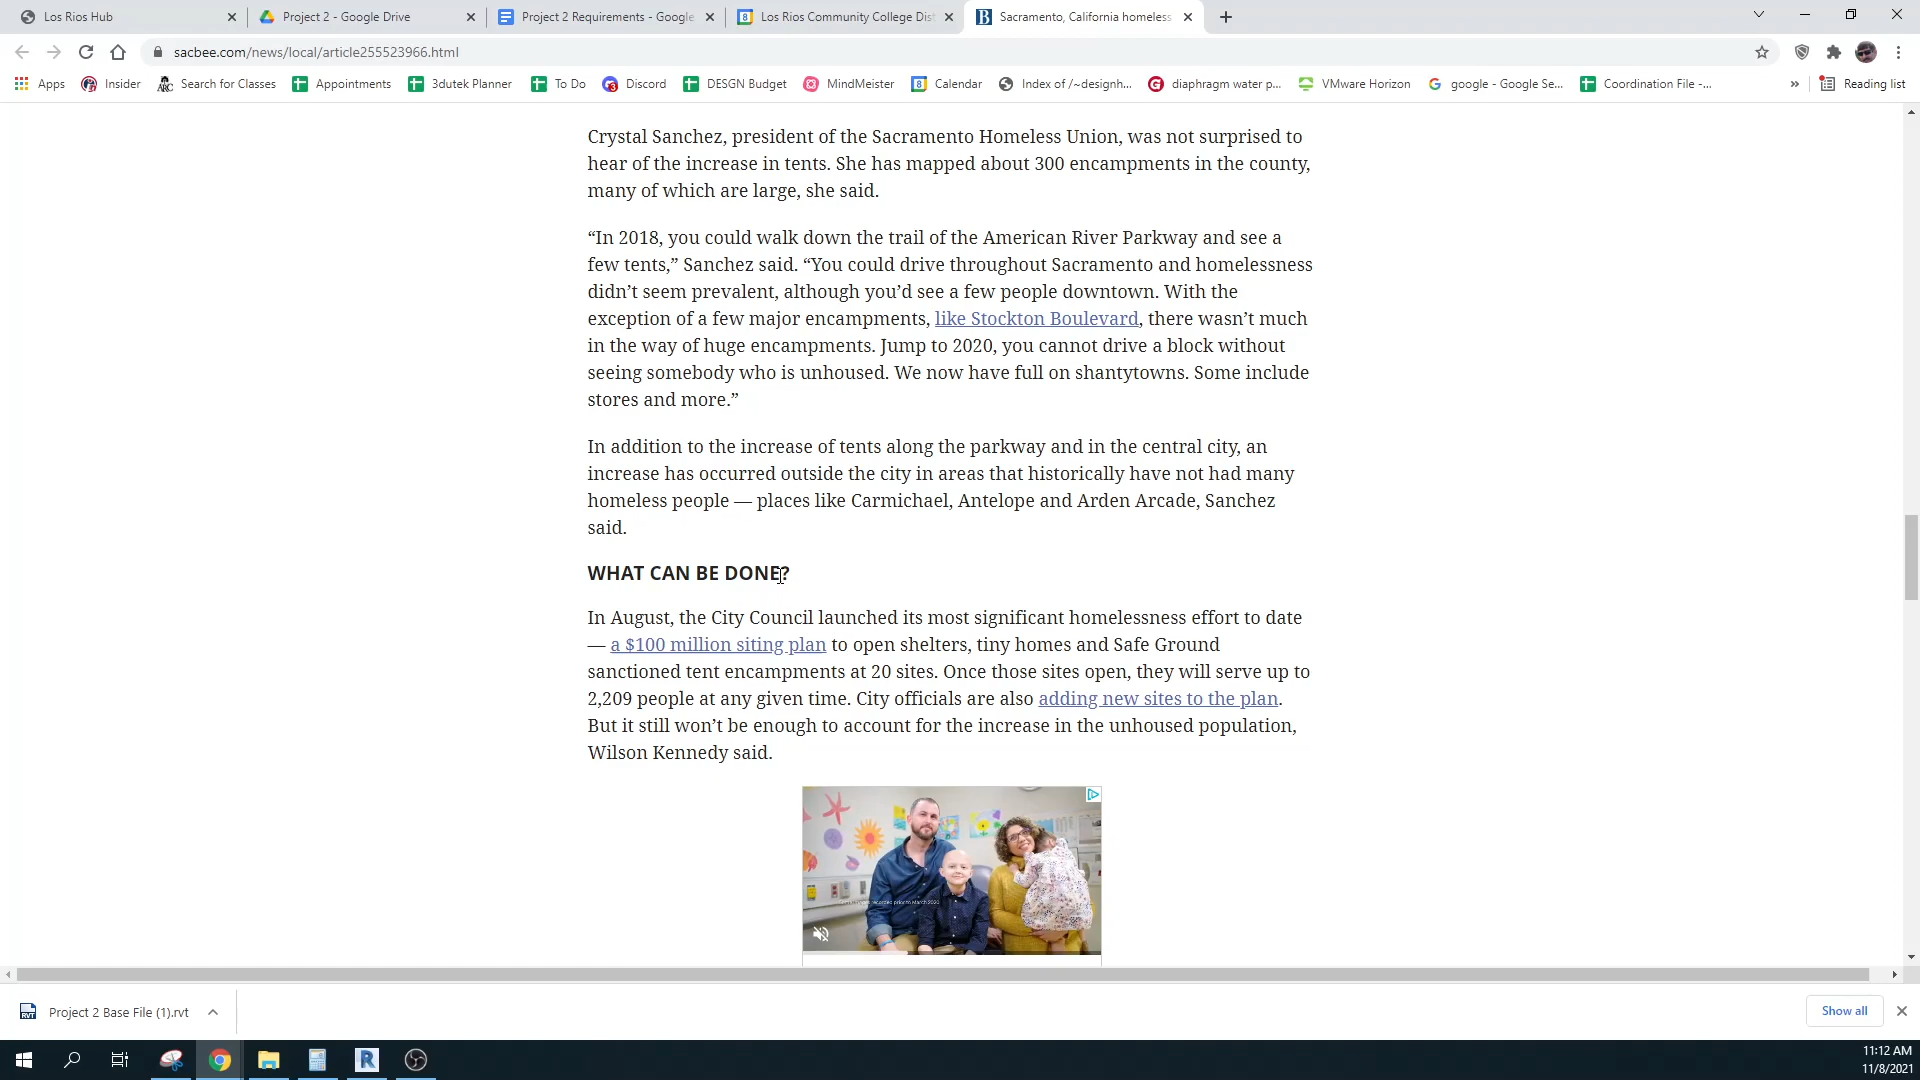 Los Rios Hub
Project 2 - Google Drive
Project 2 Requirements - Google
Los Rios Community College Dist
Sacramento, California homeless
sacbee.com/news/local/article255523966.html
Apps
Insider
Search for Classes
Appointments
3dutek Planner
To Do
Discord
DESGN Budget
MindMeister
Calendar
Index of /~designh...
diaphragm water p...
VMware Horizon
google - Google Se...
Coordination File -...
»
Reading list
Crystal Sanchez, president of the Sacramento Homeless Union, was not surprised to
hear of the increase in tents. She has mapped about 300 encampments in the county,
many of which are large, she said.
“In 2018, you could walk down the trail of the American River Parkway and see a
few tents,” Sanchez said. “You could drive throughout Sacramento and homelessness
didn’t seem prevalent, although you’d see a few people downtown. With the
exception of a few major encampments, like Stockton Boulevard, there wasn’t much
in the way of huge encampments. Jump to 2020, you cannot drive a block without
seeing somebody who is unhoused. We now have full on shantytowns. Some include
stores and more.”
In addition to the increase of tents along the parkway and in the central city, an
increase has occurred outside the city in areas that historically have not had many
homeless people — places like Carmichael, Antelope and Arden Arcade, Sanchez
said.
WHAT CAN BE DONE?
In August, the City Council launched its most significant homelessness effort to date
— a $100 million siting plan to open shelters, tiny homes and Safe Ground
sanctioned tent encampments at 20 sites. Once those sites open, they will serve up to
2,209 people at any given time. City officials are also adding new sites to the plan.
But it still won’t be enough to account for the increase in the unhoused population,
Wilson Kennedy said.
recorded prior to March 2020
Project 2 Base File (1).rvt
Show all
11:12 AM
11/8/2021